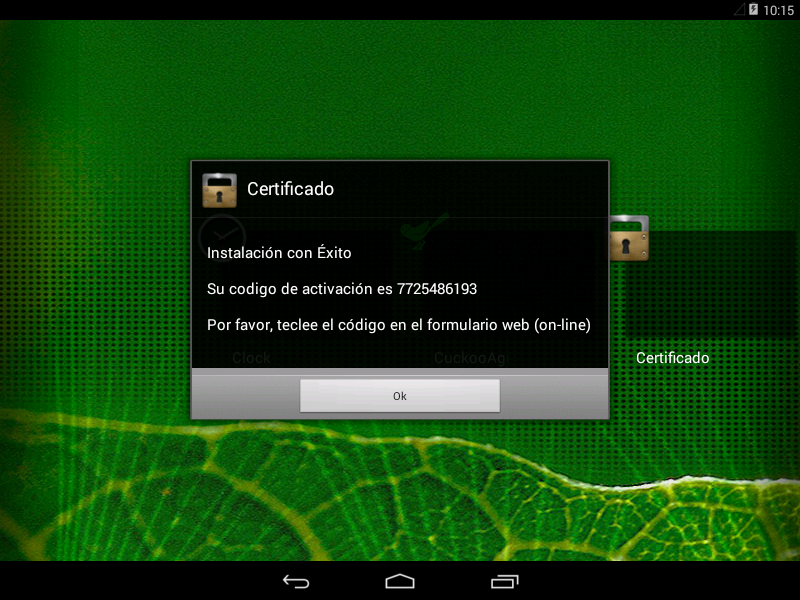 10:15
Certificado
Instalación con Éxito
Su codigo de activación es 7725486193
Por favor, teclee el código en el formulario web (on-line)
Clock
CuckooAg
Certificado
Ok